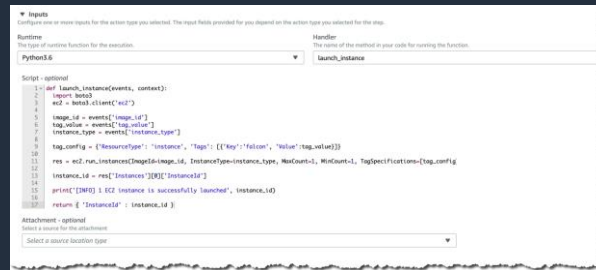 ▼ Inputs
Configure one or more inputs for the action type you selected. The input fields provided for you depend on the action type you selected for the step.
Runtime
The type of runtime function for the execution.
Python3.6
Handler
The name of the method in your code for running the function.
launch_instance
Script - optional
1 def launch_instance(events, context):
2 import boto3
3 ec2 = boto3.client('ec2')
4
5 image_id = events['image_id']
6 tag_value = events['tag_value']
7 instance_type = events['instance_type']
8
9 tag_config = {'ResourceType': 'instance', 'Tags': [{'Key':'falcon', 'Value':tag_value}]}
10
11 res = ec2.run_instances(ImageId=image_id, InstanceType=instance_type, MaxCount=1, MinCount=1, TagSpecifications=[tag_config
12
13 instance_id = res['Instances'][0]['InstanceId']
14
15 print('[INFO] 1 EC2 instance is successfully launched', instance_id)
16
17 return { 'InstanceId' : instance_id }
Attachment - optional
Select a source for the attachment
Select a source location type